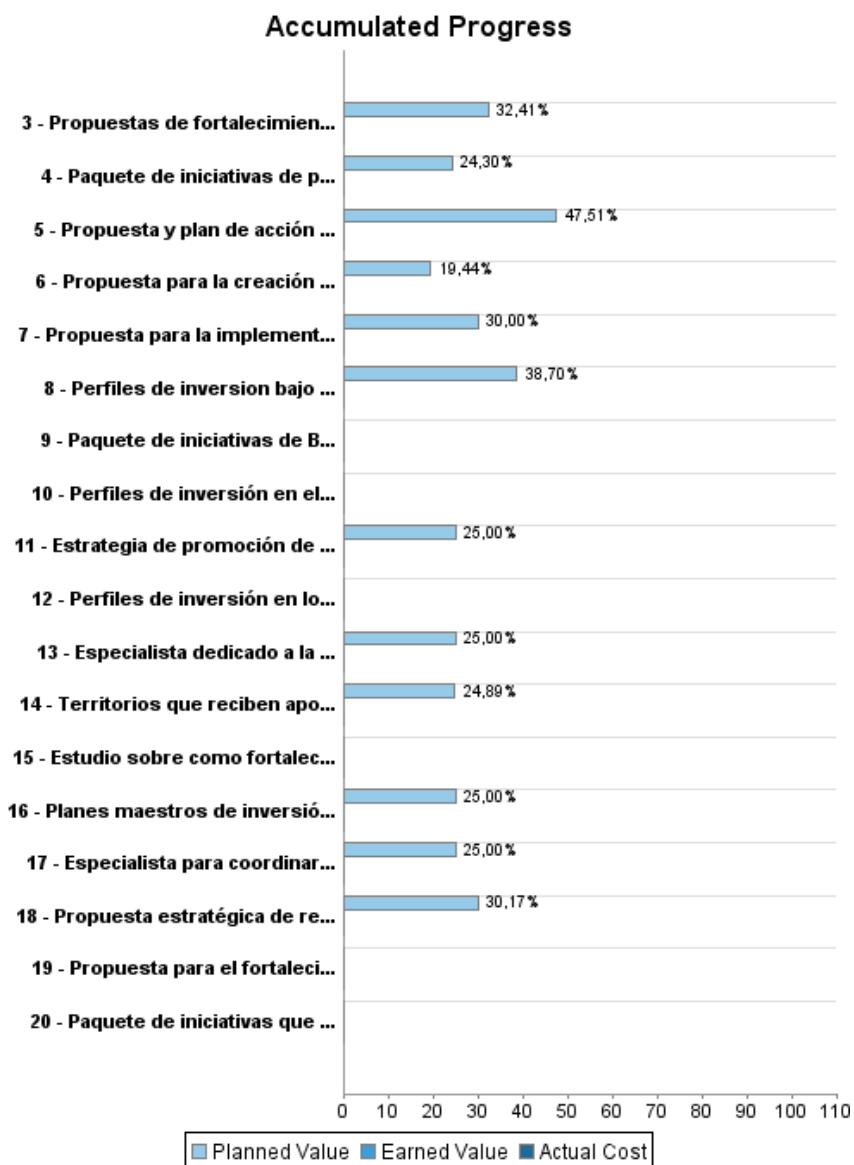 Accumulated Progress
3 - Propuestas de fortalecimien... 32,41%
4 - Paquete de iniciativas de p... 24,30%
5 - Propuesta y plan de acción ... 47,51%
6 - Propuesta para la creación ... 19,44%
7 - Propuesta para la implement... 30,00%
8 - Perfiles de inversion bajo ... 38,70%
9 - Paquete de iniciativas de B...
10 - Perfiles de inversión en el...
11 - Estrategia de promoción de ... 25,00%
12 - Perfiles de inversión en lo...
13 - Especialista dedicado a la ... 25,00%
14 - Territorios que reciben apo... 24,89%
15 - Estudio sobre como fortalec...
16 - Planes maestros de inversió... 25,00%
17 - Especialista para coordinar... 25,00%
18 - Propuesta estratégica de re... 30,17%
19 - Propuesta para el fortaleci...
20 - Paquete de iniciativas que ...
0 10 20 30 40 50 60 70 80 90 100 110
Planned Value Earned Value Actual Cost